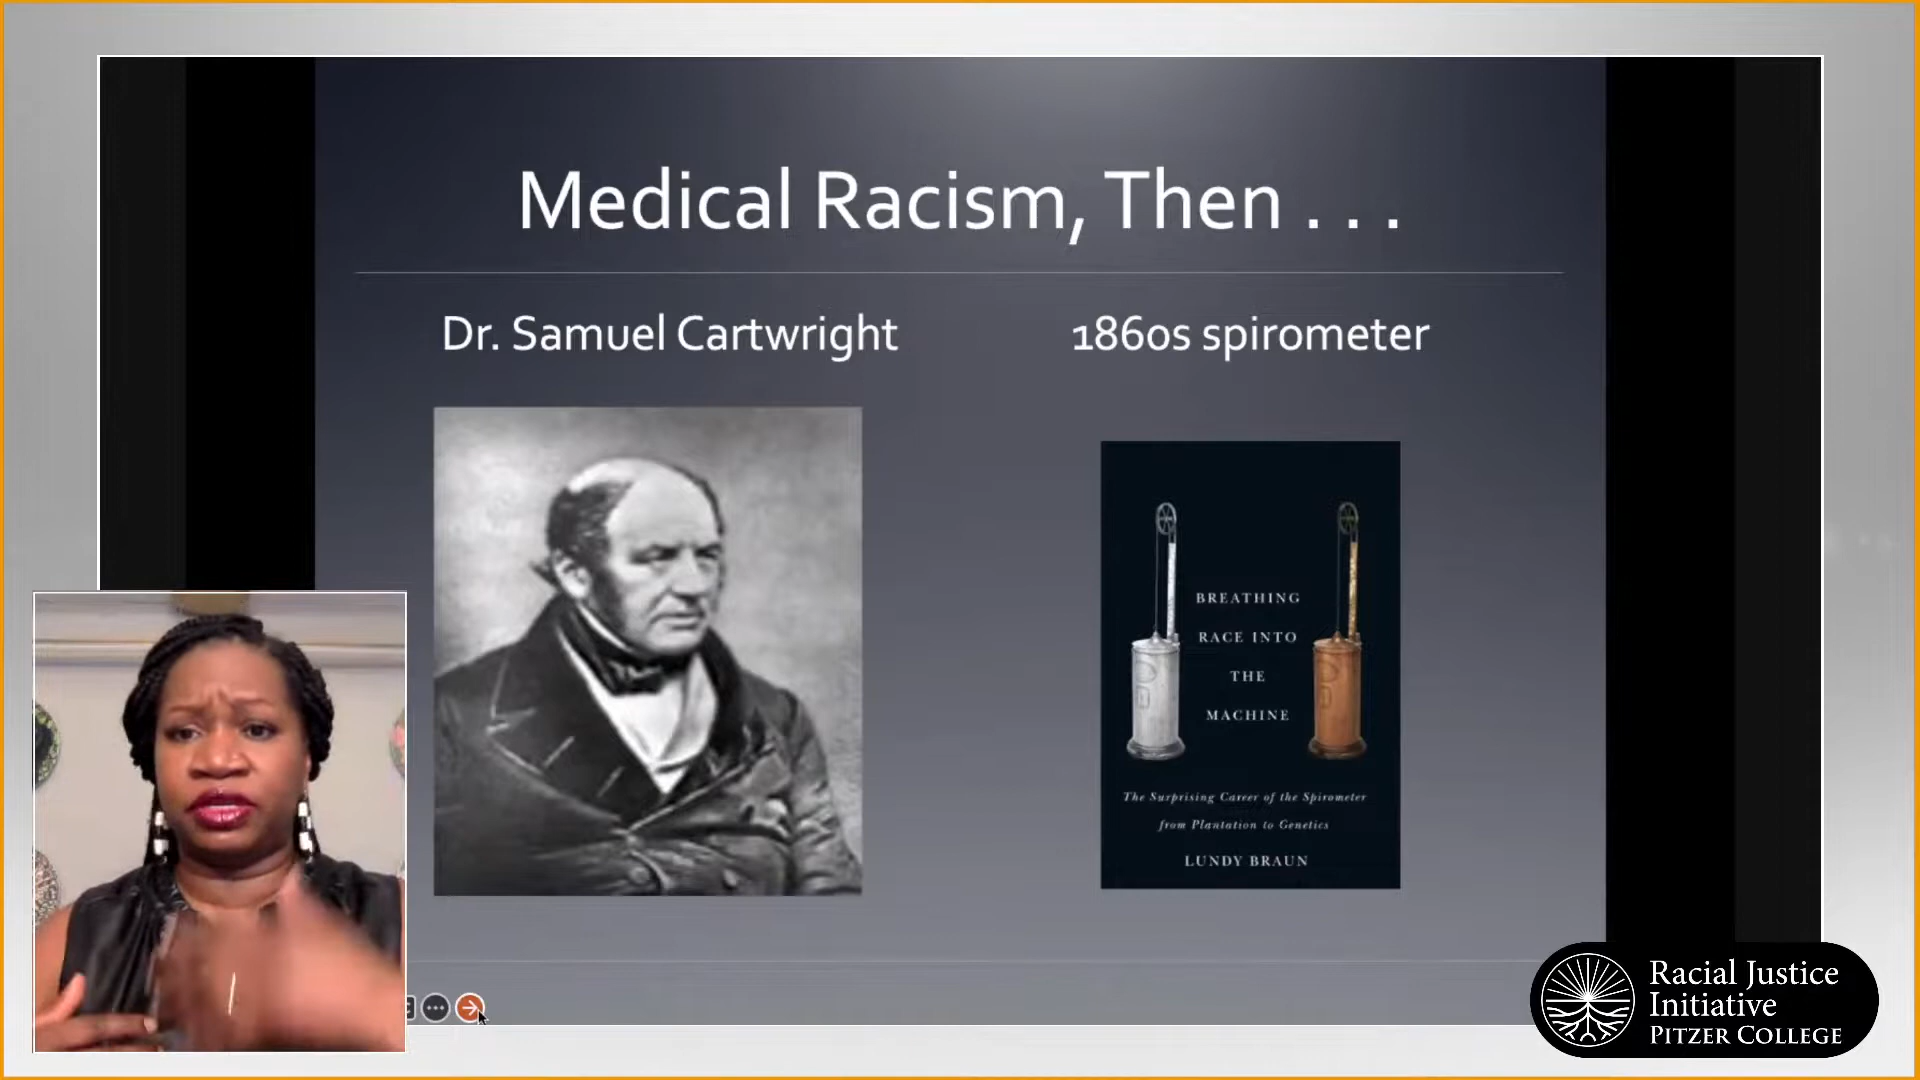 Medical Racism, Then . . .
Dr. Samuel Cartwright
1860s spirometer
BREATHING
RACE INTO
THE
MACHINE
The Surprising Career of the Spirometer
from Plantation to Genetics
LUNDY BRAUN
Racial Justice
Initiative
PITZER COLLEGE